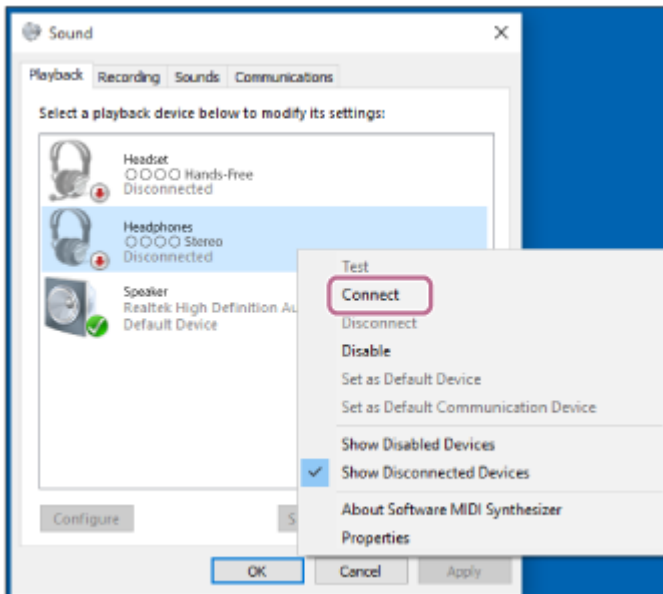 Sound
Playback Recording Sounds Communications
Select a playback device below to modify its settings:
Headset
○○○○ Hands-Free
Disconnected
Headphones
○○○○ Stereo
Disconnected
Speaker
Realtek High Definition Au
Default Device
Test
Connect
Disconnect
Disable
Set as Default Device
Set as Default Communication Device
Show Disabled Devices
Show Disconnected Devices
About Software MIDI Synthesizer
Properties
Configure S
OK Cancel Apply